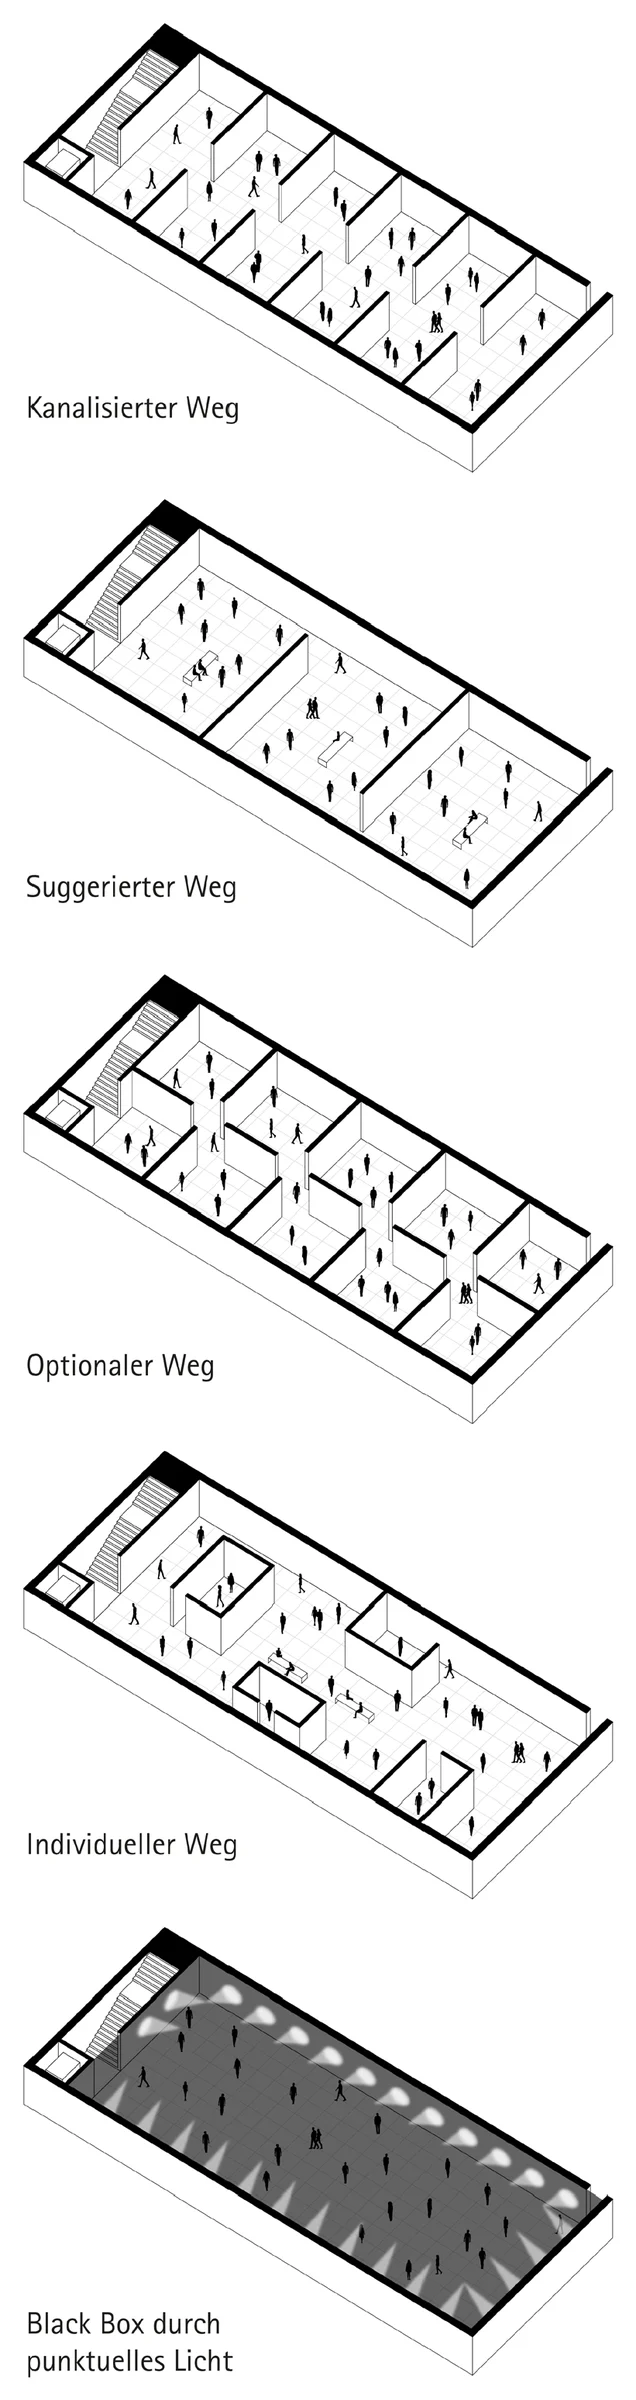 Kanalisierter Weg
Suggerierter Weg
Optionaler Weg
Individueller Weg
Black Box durch
punktuelles Licht